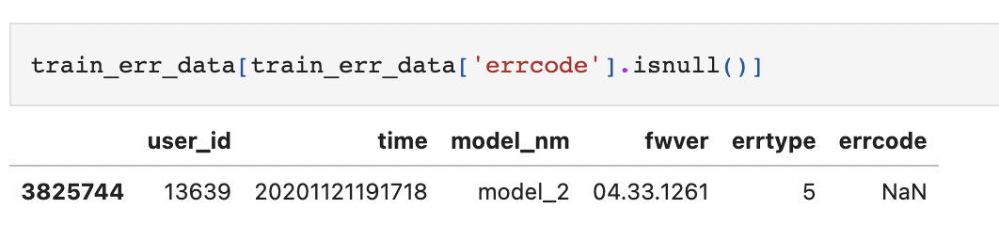 train_err_data[train_err_data['errcode'].isnull()]
user_id time model_nm fwver errtype errcode
3825744 13639 20201121191718 model_2 04.33.1261 5 NaN